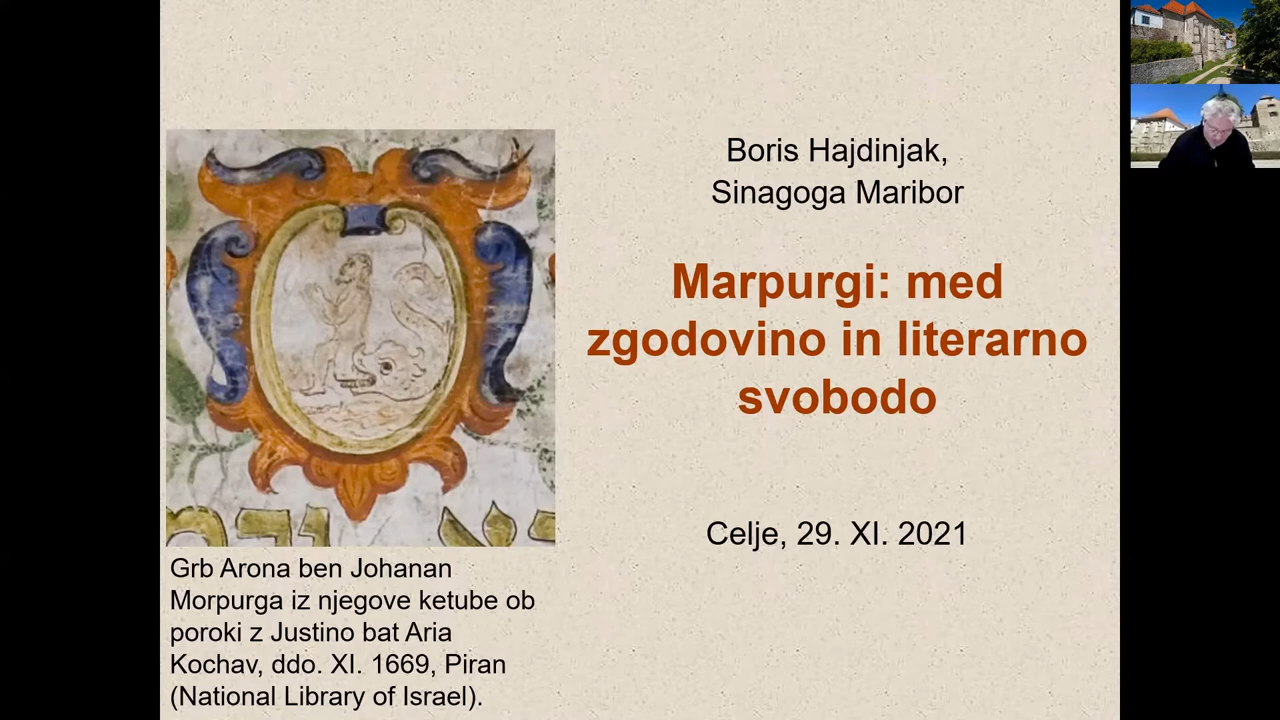 Boris Hajdinjak,
Sinagoga Maribor
Marpurgi: med
zgodovino in literarno
svobodo
Celje, 29. XI. 2021
Grb Arona ben Johanan
Morpurga iz njegove ketube ob
poroki z Justino bat Aria
Kochav, ddo. XI. 1669, Piran
(National Library of Israel).